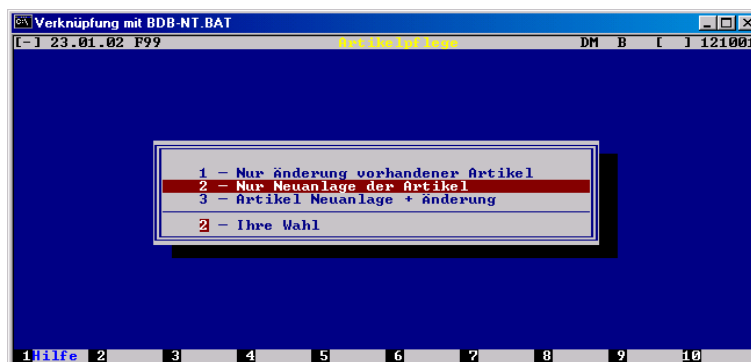 Verknüpfung mit BDB-NT.BAT
[-] 23.01.02 F99 Artikelpflege DM B [ ] 121001
1 - Nur Änderung vorhandener Artikel
2 - Nur Neuanlage der Artikel
3 - Artikel Neuanlage + Änderung
2 - Ihre Wahl
1Hilfe 2 3 4 5 6 7 8 9 10